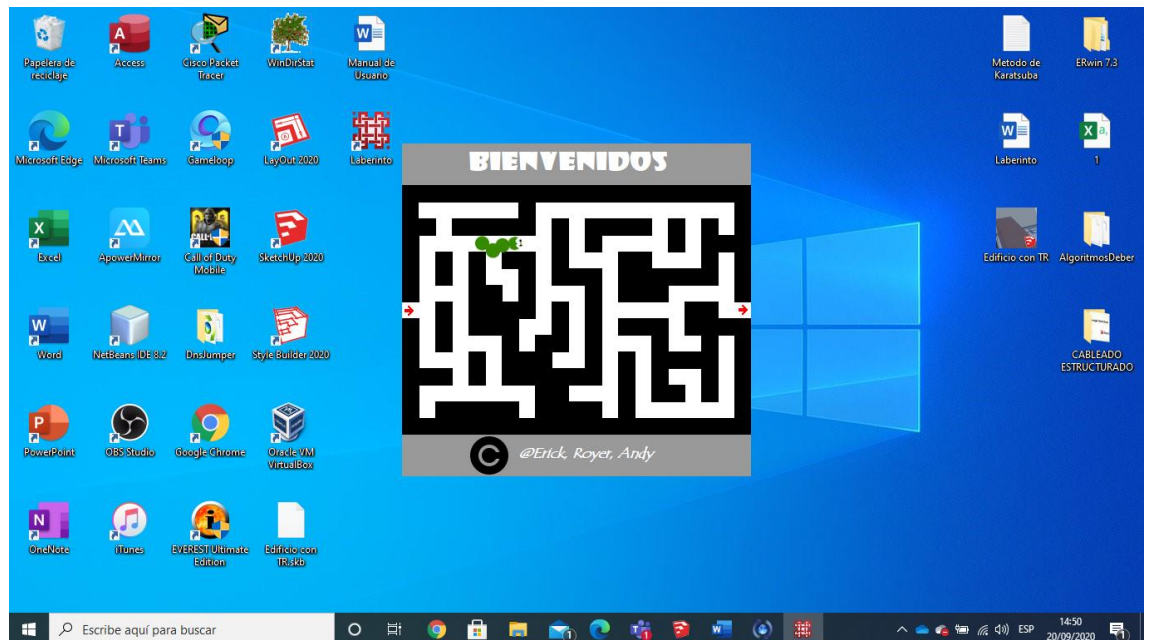 Papelera de
reciclaje
Access
Cisco Packet
Tracer
WinDirStat
Manual de
Usuario
Metodo de
Karatsuba
ERwin 7.3
Microsoft Edge
Microsoft Teams
Gameloop
LayOut 2020
Laberinto
Laberinto
1
BIENVENIDOS
Excel
ApowerMirror
Call of Duty
Mobile
SketchUp 2020
Edificio con TR
AlgoritmosDeber
Word
NetBeans IDE 8.2
DnsJumper
Style Builder 2020
CABLEADO
ESTRUCTURADO
PowerPoint
OBS Studio
Google Chrome
Oracle VM
VirtualBox
@Erick, Royer, Andy
OneNote
iTunes
EVEREST Ultimate
Edition
Edificio con
TR.skb
Escribe aquí para buscar
ESP
14:50
20/09/2020